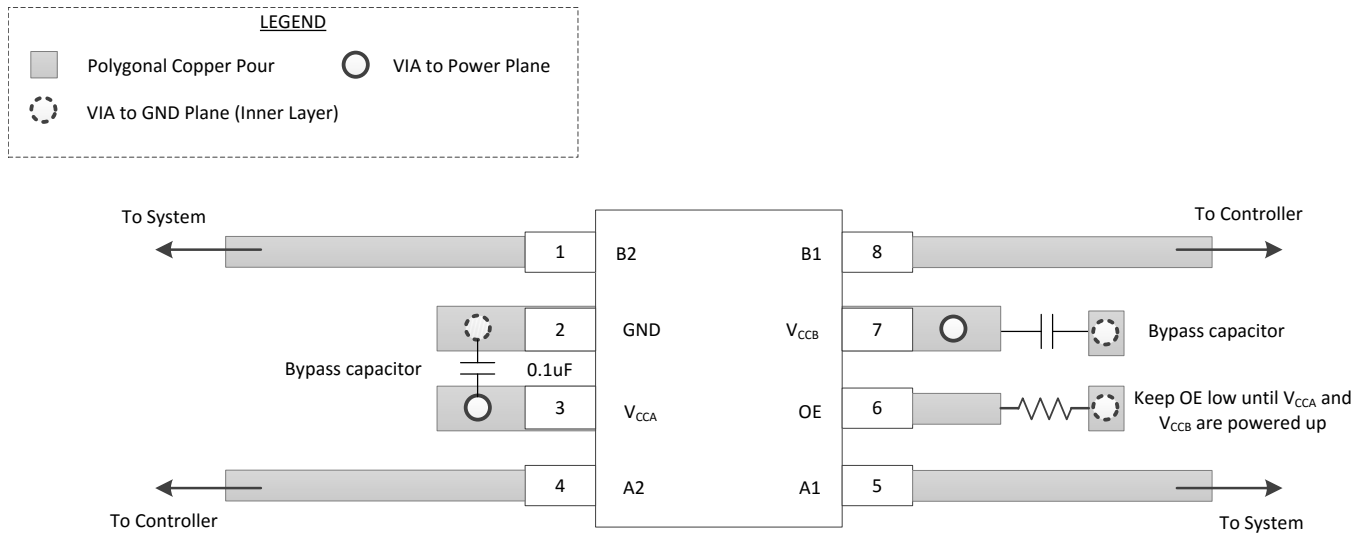 LEGEND
Polygonal Copper Pour
VIA to Power Plane
VIA to GND Plane (Inner Layer)
To System
To Controller
1
B2
B1
8
2
GND
VCCB
7
Bypass capacitor
Bypass capacitor
0.1uF
3
VCCA
OE
6
Keep OE low until VCCA and
VCCB are powered up
4
A2
A1
5
To Controller
To System